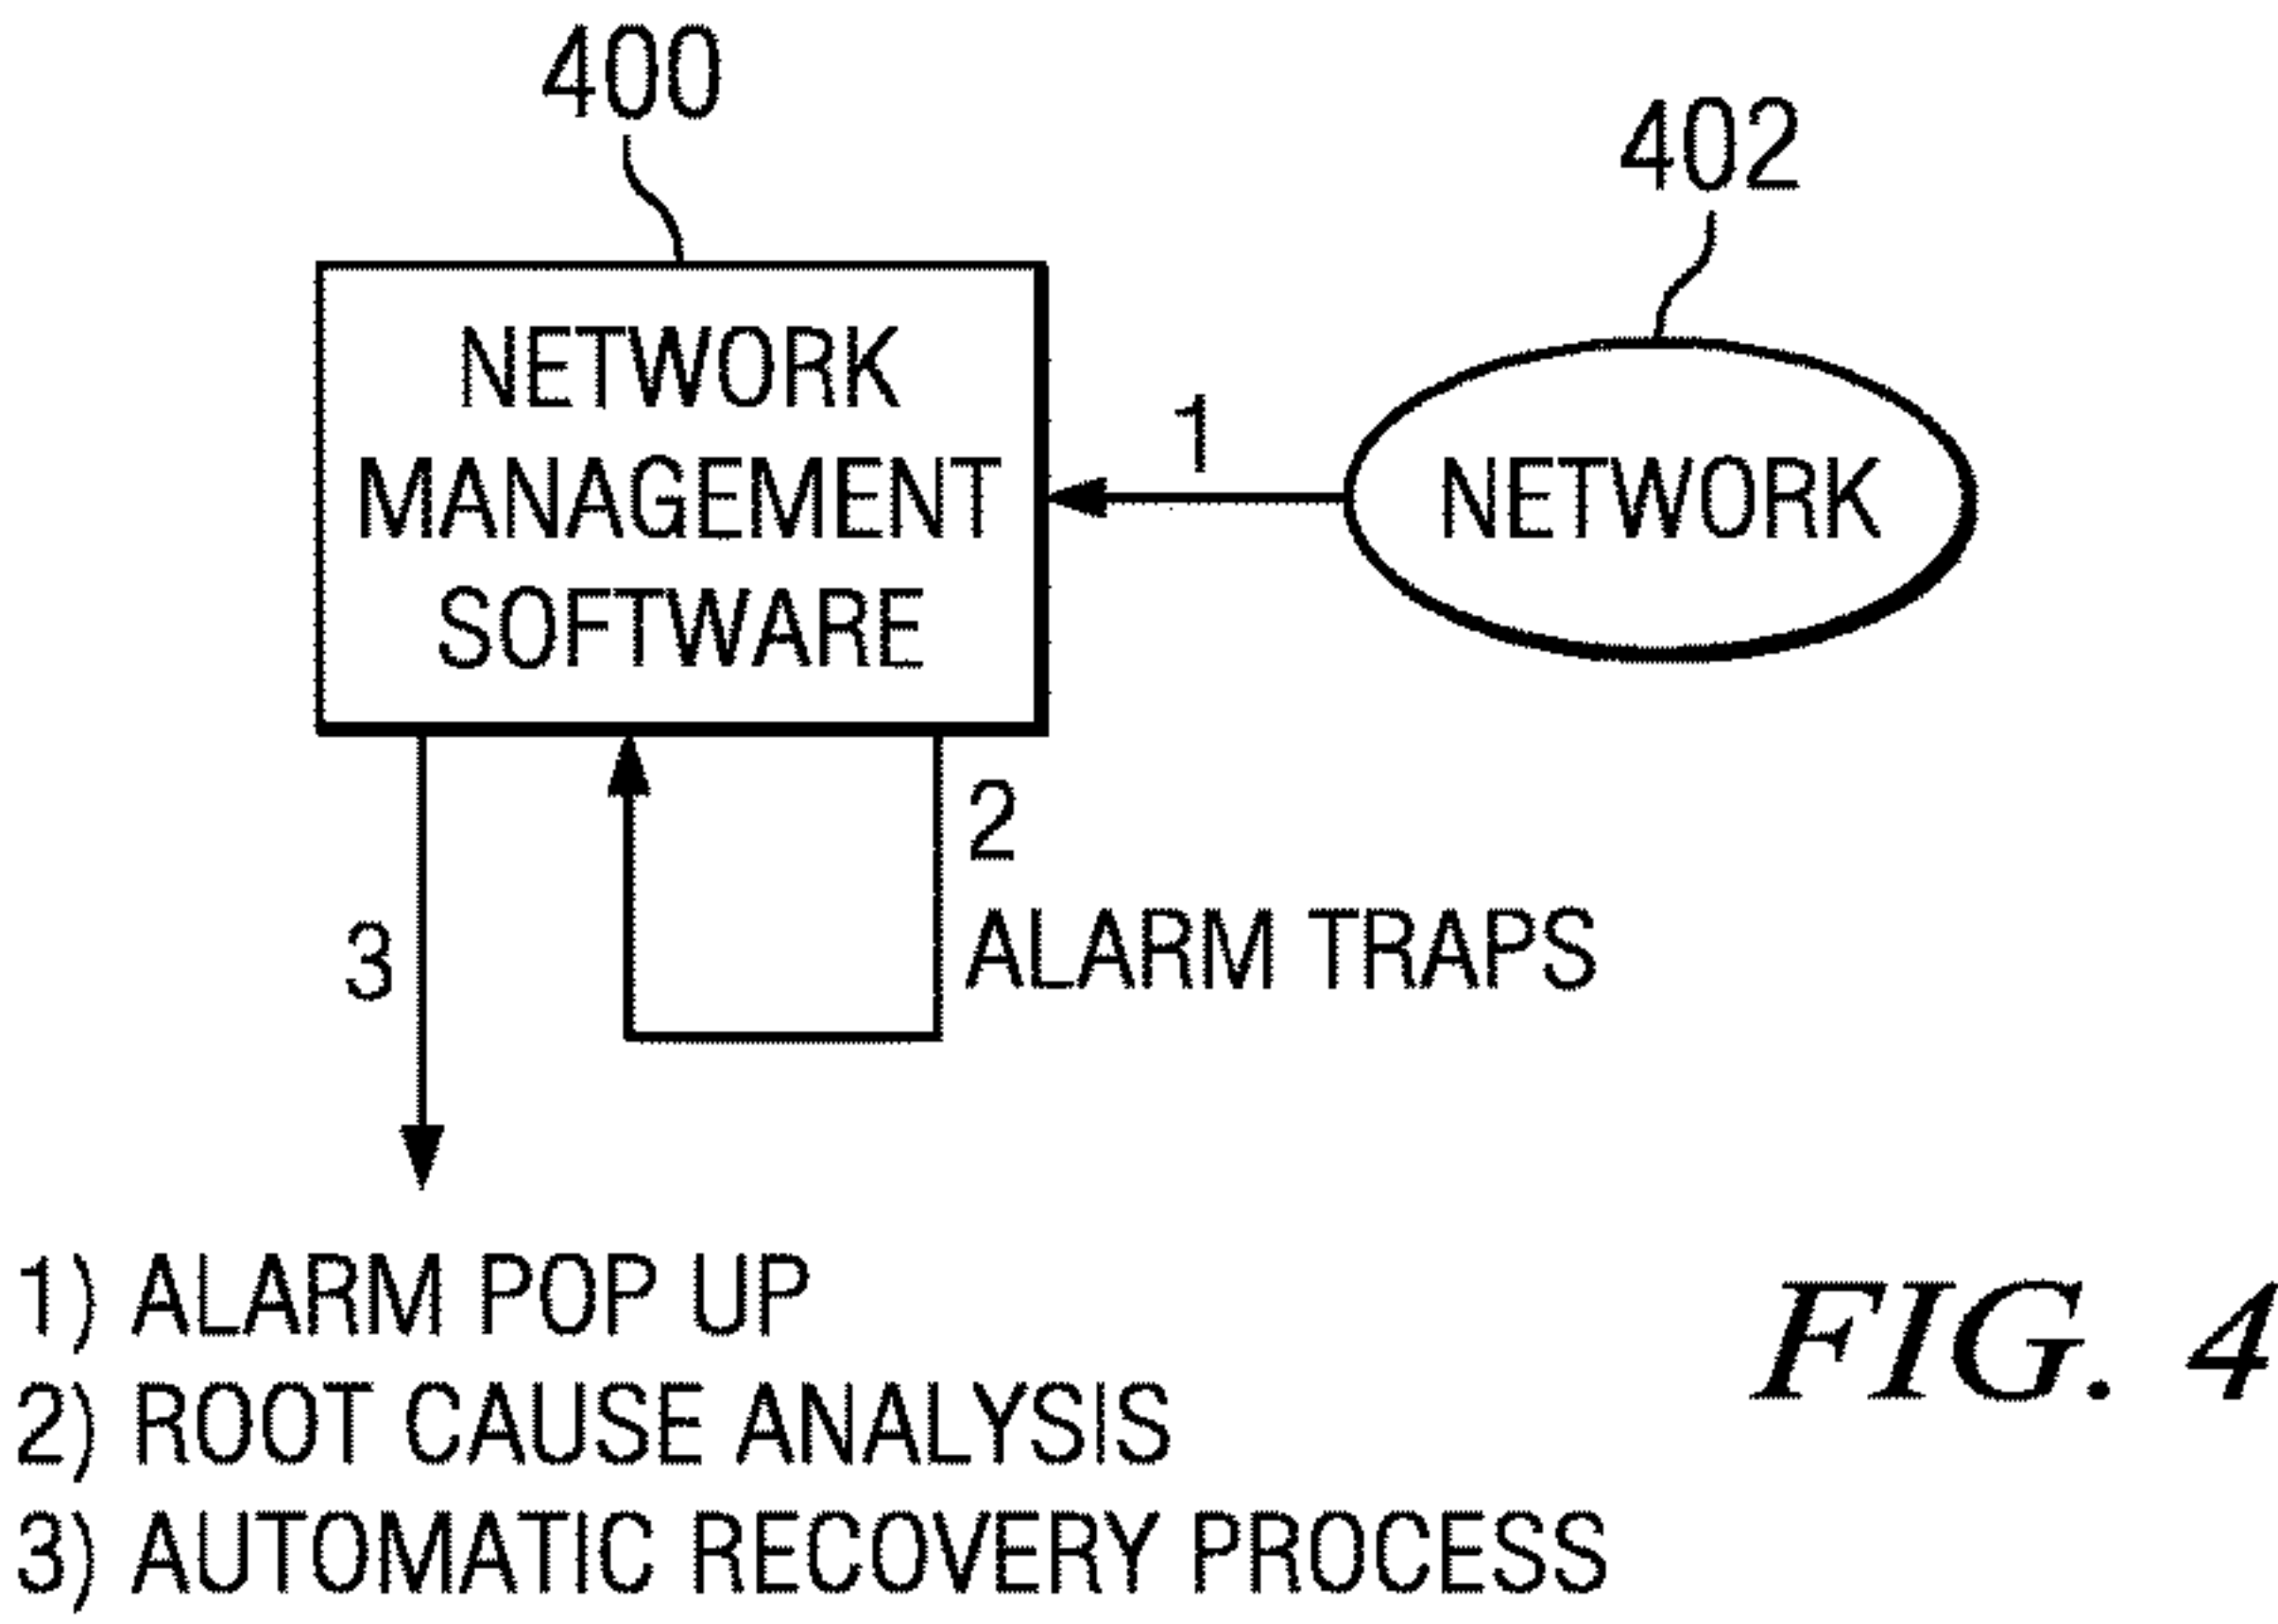 400
402
NETWORK
MANAGEMENT
SOFTWARE
1
NETWORK
2
ALARM TRAPS
3
1) ALARM POP UP
2) ROOT CAUSE ANALYSIS
3) AUTOMATIC RECOVERY PROCESS
FIG. 4